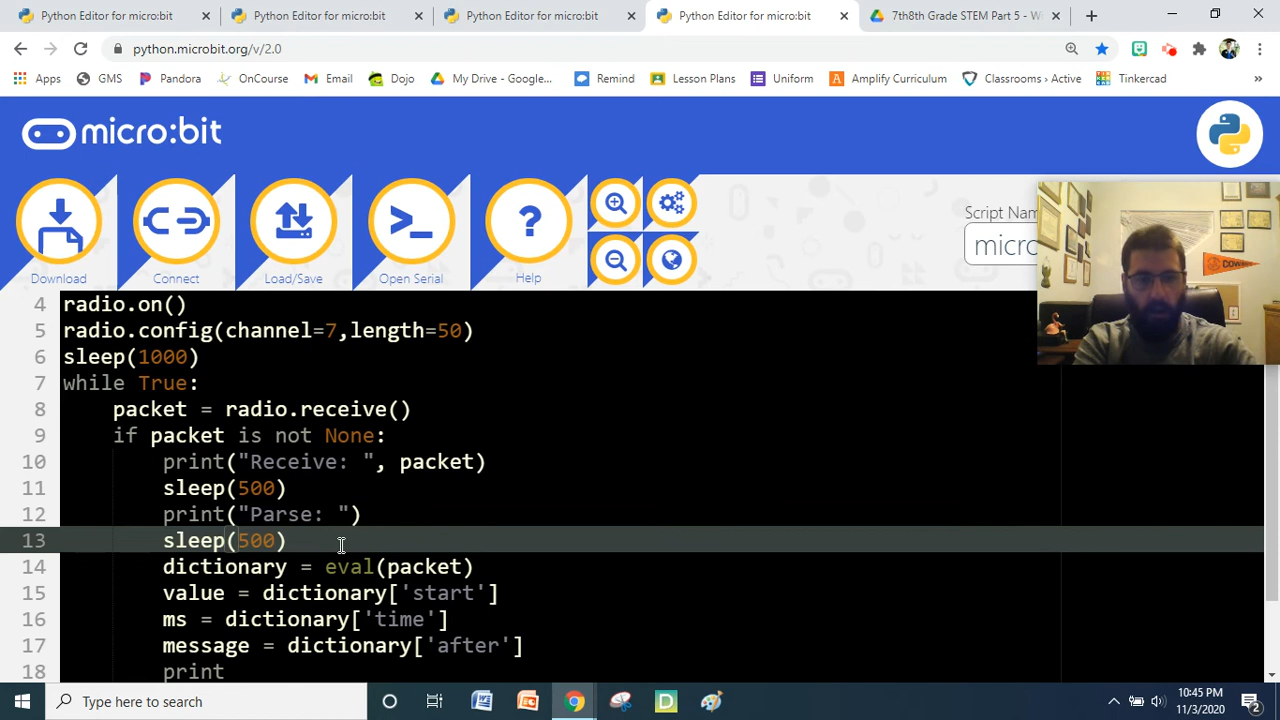 Python Editor for micro:bit
Python Editor for micro:bit
Python Editor for micro:bit
Python Editor for micro:bit
7th8th Grade STEM Part 5 - W
python.microbit.org/v/2.0
Apps
GMS
Pandora
OnCourse
Email
Dojo
My Drive - Google...
Remind
Lesson Plans
Uniform
Amplify Curriculum
Classrooms › Active
Tinkercad
»
micro:bit
Download
Connect
Load/Save
Open Serial
Help
Script Nam
micro
4 radio.on()
5 radio.config(channel=7,length=50)
6 sleep(1000)
7 while True:
8 packet = radio.receive()
9 if packet is not None:
10 print("Receive: ", packet)
11 sleep(500)
12 print("Parse: ")
13 sleep(500)
14 dictionary = eval(packet)
15 value = dictionary['start']
16 ms = dictionary['time']
17 message = dictionary['after']
18 print
Type here to search
10:45 PM
11/3/2020
2